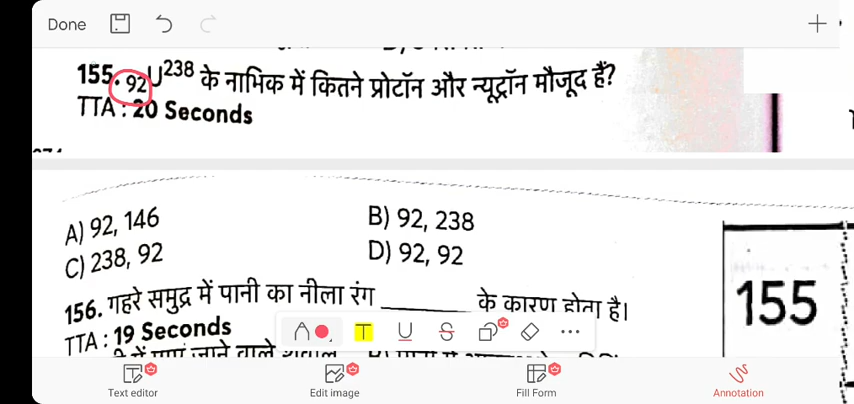 Done
155. 92U238 के नाभिक में कितने प्रोटॉन और न्यूट्रॉन मौजूद हैं?
TTA : 20 Seconds
A) 92, 146
B) 92, 238
C) 238, 92
D) 92, 92
155
156. गहरे समुद्र में पानी का नीला रंग ________ के कारण होता है।
TTA : 19 Seconds
T
U
S
Text editor
Edit image
Fill Form
Annotation